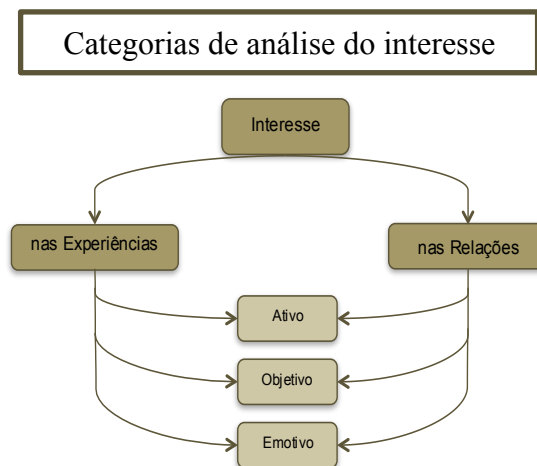 Categorias de análise do interesse
Interesse
nas Experiências
nas Relações
Ativo
Objetivo
Emotivo